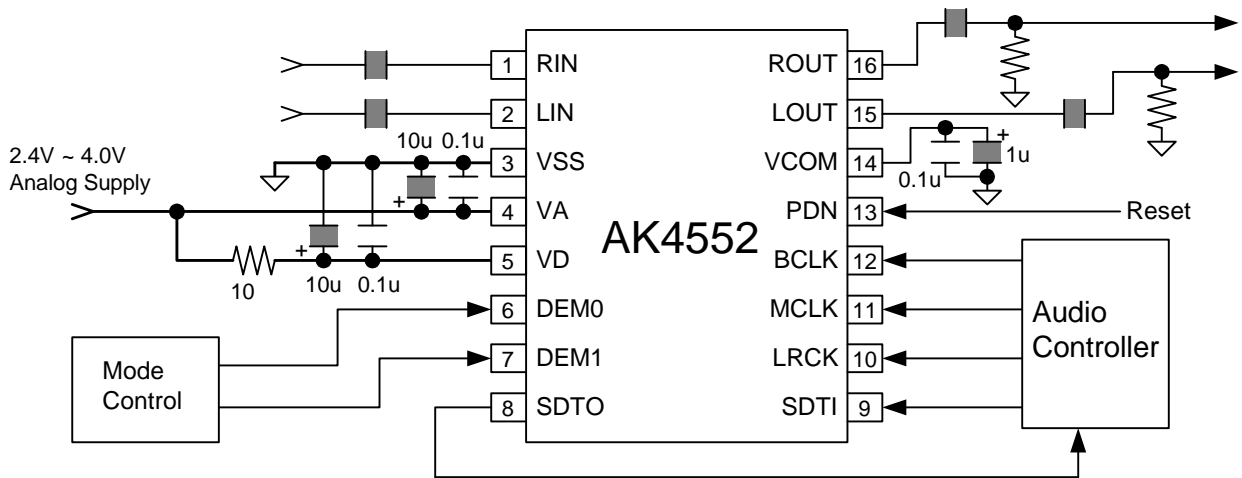 1 RIN
ROUT 16
2 LIN
LOUT 15
2.4V ~ 4.0V
Analog Supply
10u 0.1u
3 VSS
VCOM 14
+
0.1u
+
1u
4 VA
PDN 13
Reset
AK4552
+
10
10u
0.1u
5 VD
BCLK 12
6 DEM0
MCLK 11
Audio
Controller
Mode
Control
7 DEM1
LRCK 10
8 SDTO
SDTI 9